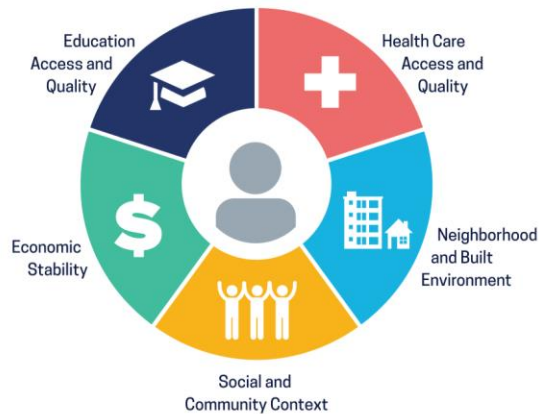 Education
Access and
Quality
Health Care
Access and
Quality
$
Economic
Stability
Neighborhood
and Built
Environment
Social and
Community Context